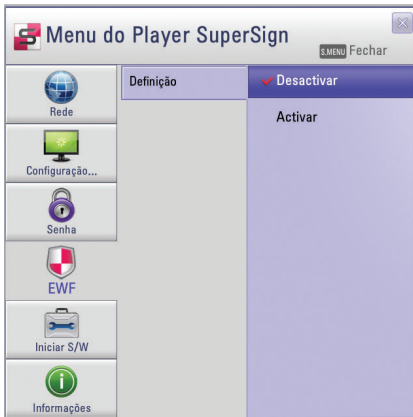 Menu do Player SuperSign
S.MENU Fechar
Rede
Configuração...
Senha
EWF
Iniciar S/W
Informações
Definição
Desactivar
Activar